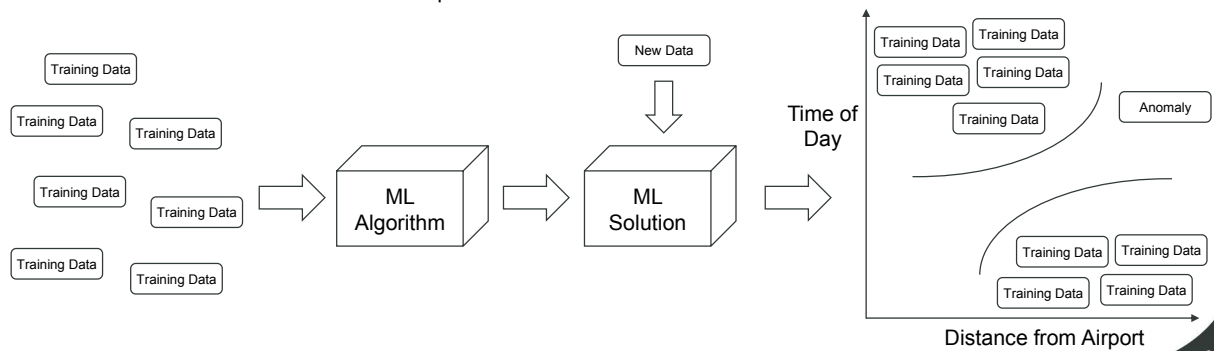 Training Data
Training Data
Training Data
Training Data
Training Data
Training Data
Training Data
ML
Algorithm
New Data
ML
Solution
Time of
Day
Training Data
Training Data
Training Data
Training Data
Training Data
Anomaly
Training Data
Training Data
Training Data
Training Data
Distance from Airport